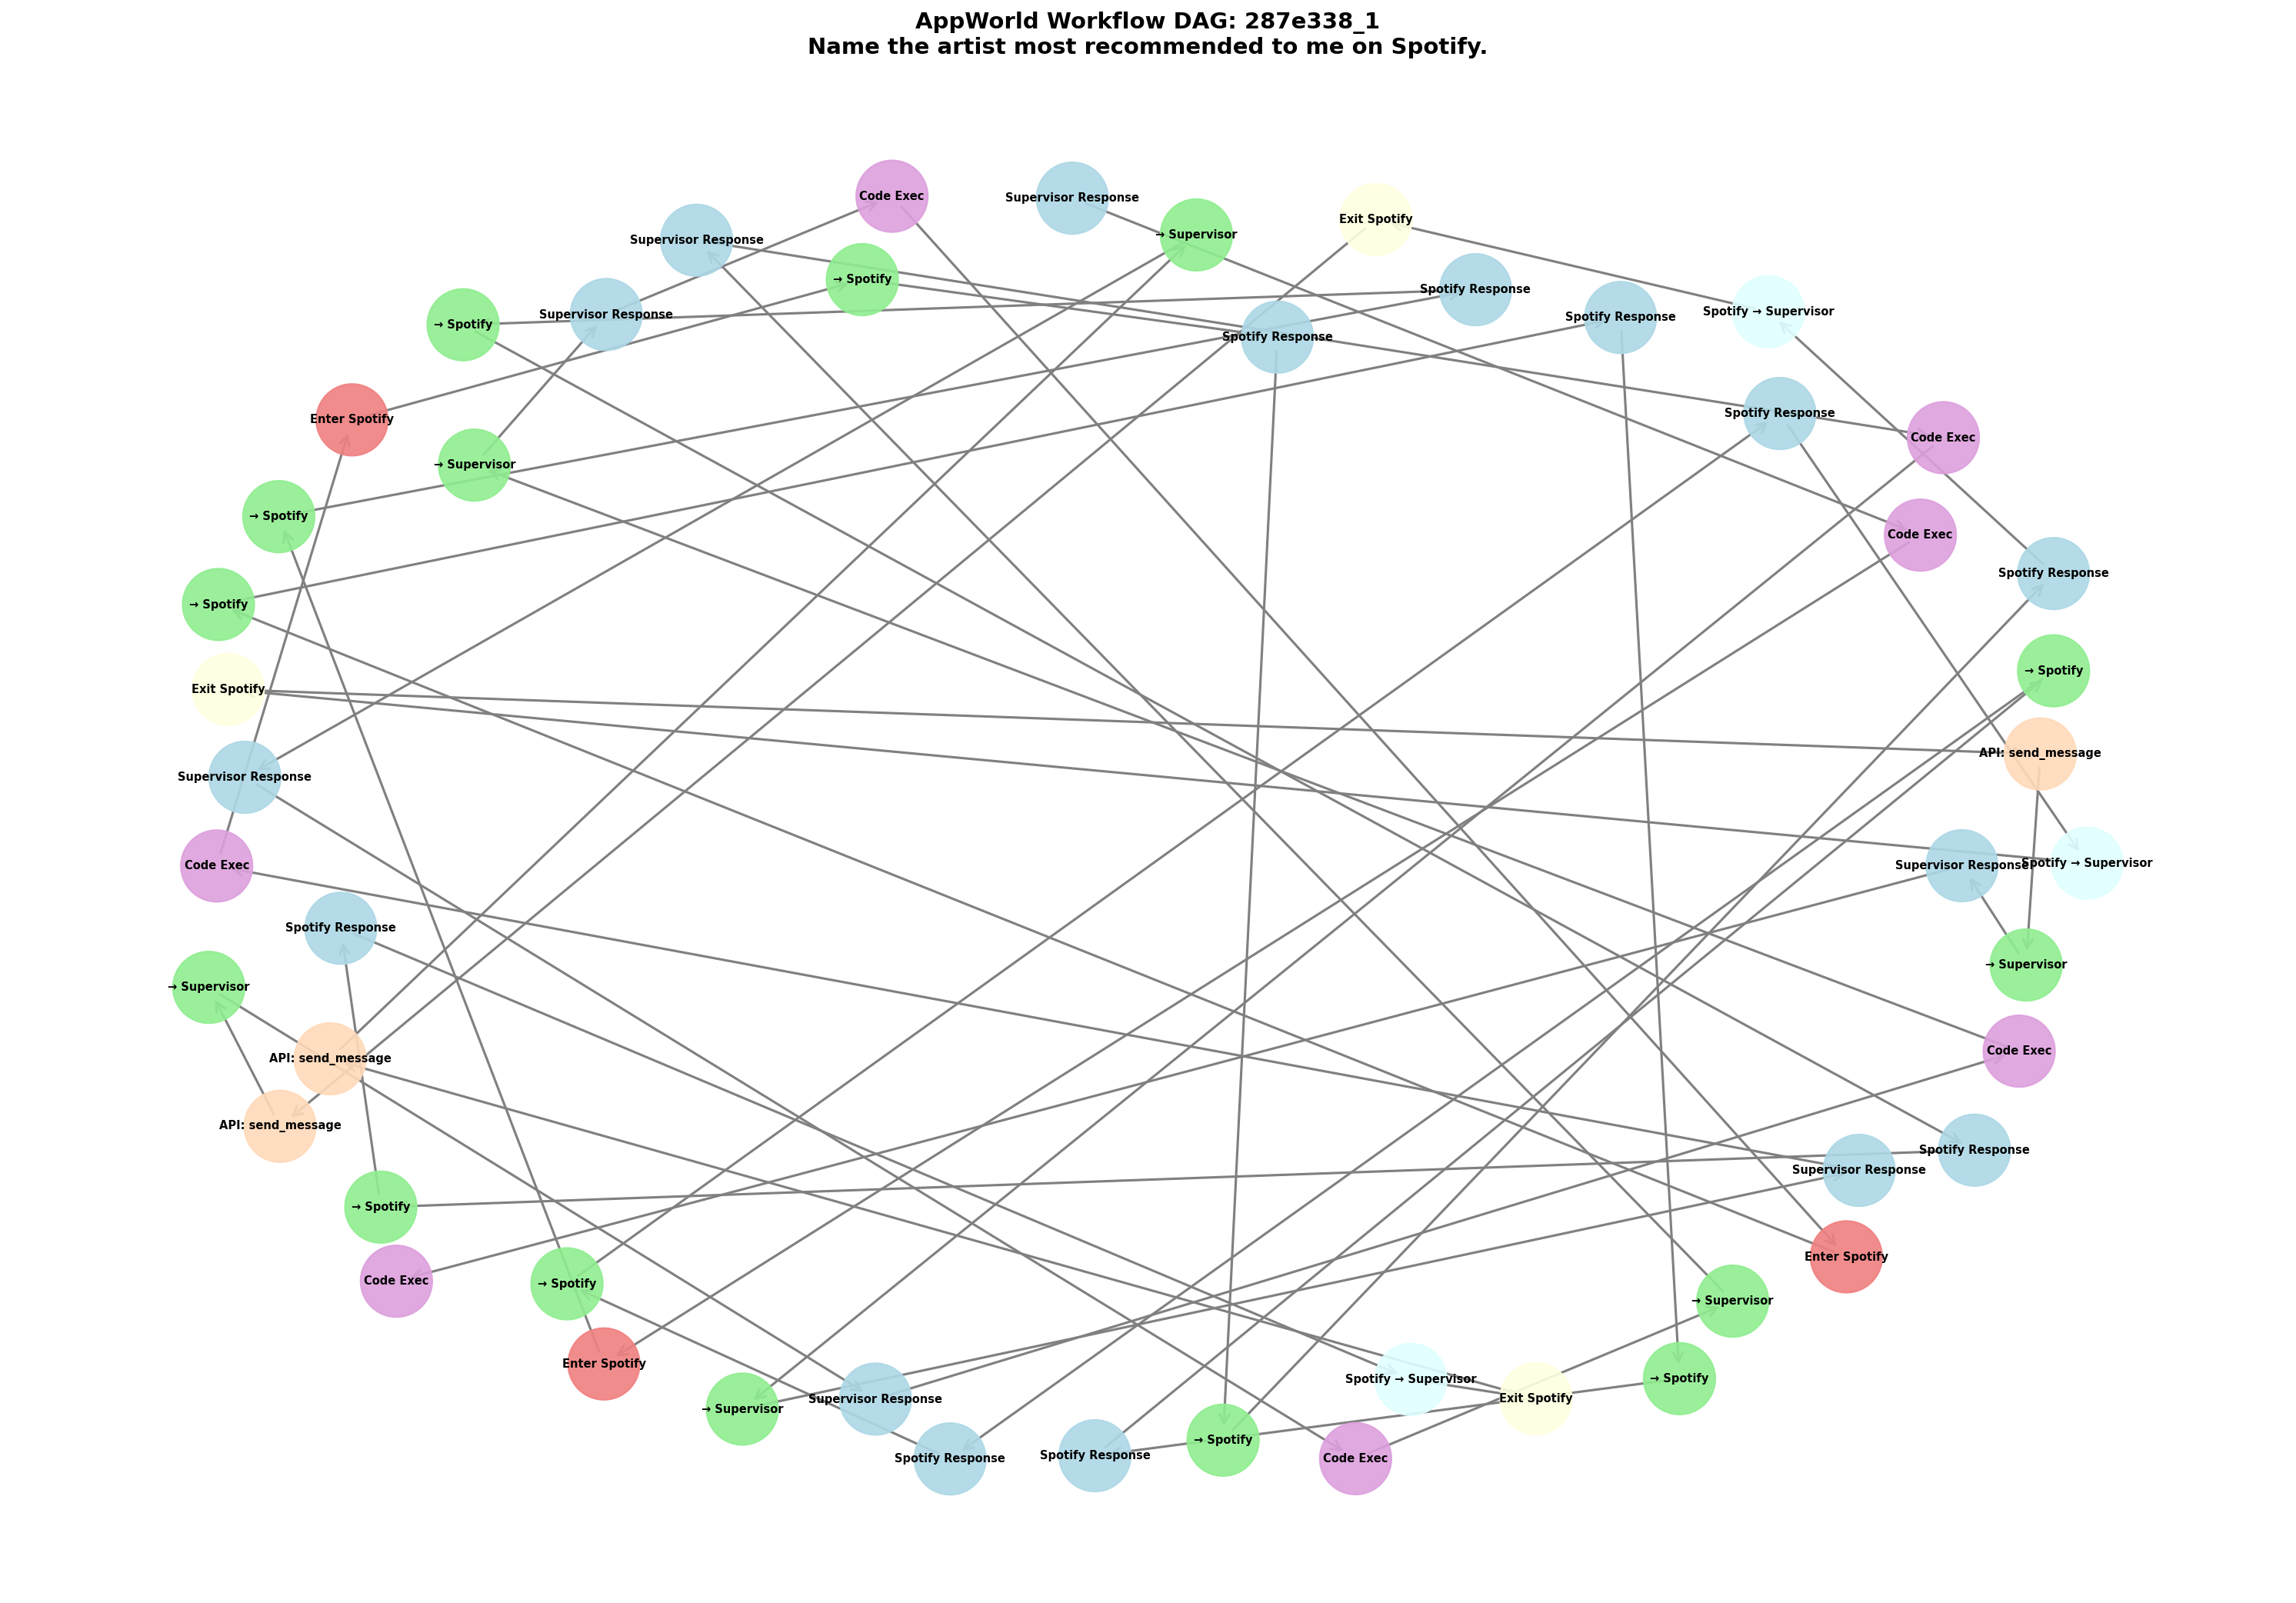 AppWorld Workflow DAG: 287e338_1
Name the artist most recommended to me on Spotify.
Code Exec
Supervisor Response
Exit Spotify
→ Supervisor
Supervisor Response
→ Spotify
Spotify Response
Spotify → Supervisor
Supervisor Response
Spotify Response
→ Spotify
Spotify Response
Spotify Response
Enter Spotify
Code Exec
→ Supervisor
→ Spotify
Code Exec
Spotify Response
→ Spotify
→ Spotify
Exit Spotify
API: send_message
Supervisor Response
Code Exec
Supervisor Response
Spotify → Supervisor
Spotify Response
→ Supervisor
→ Supervisor
API: send_message
Code Exec
API: send_message
Spotify Response
Supervisor Response
→ Spotify
Enter Spotify
Code Exec
→ Spotify
→ Supervisor
Enter Spotify
Spotify → Supervisor
→ Spotify
→ Supervisor
Supervisor Response
Exit Spotify
→ Spotify
Spotify Response
Spotify Response
Code Exec